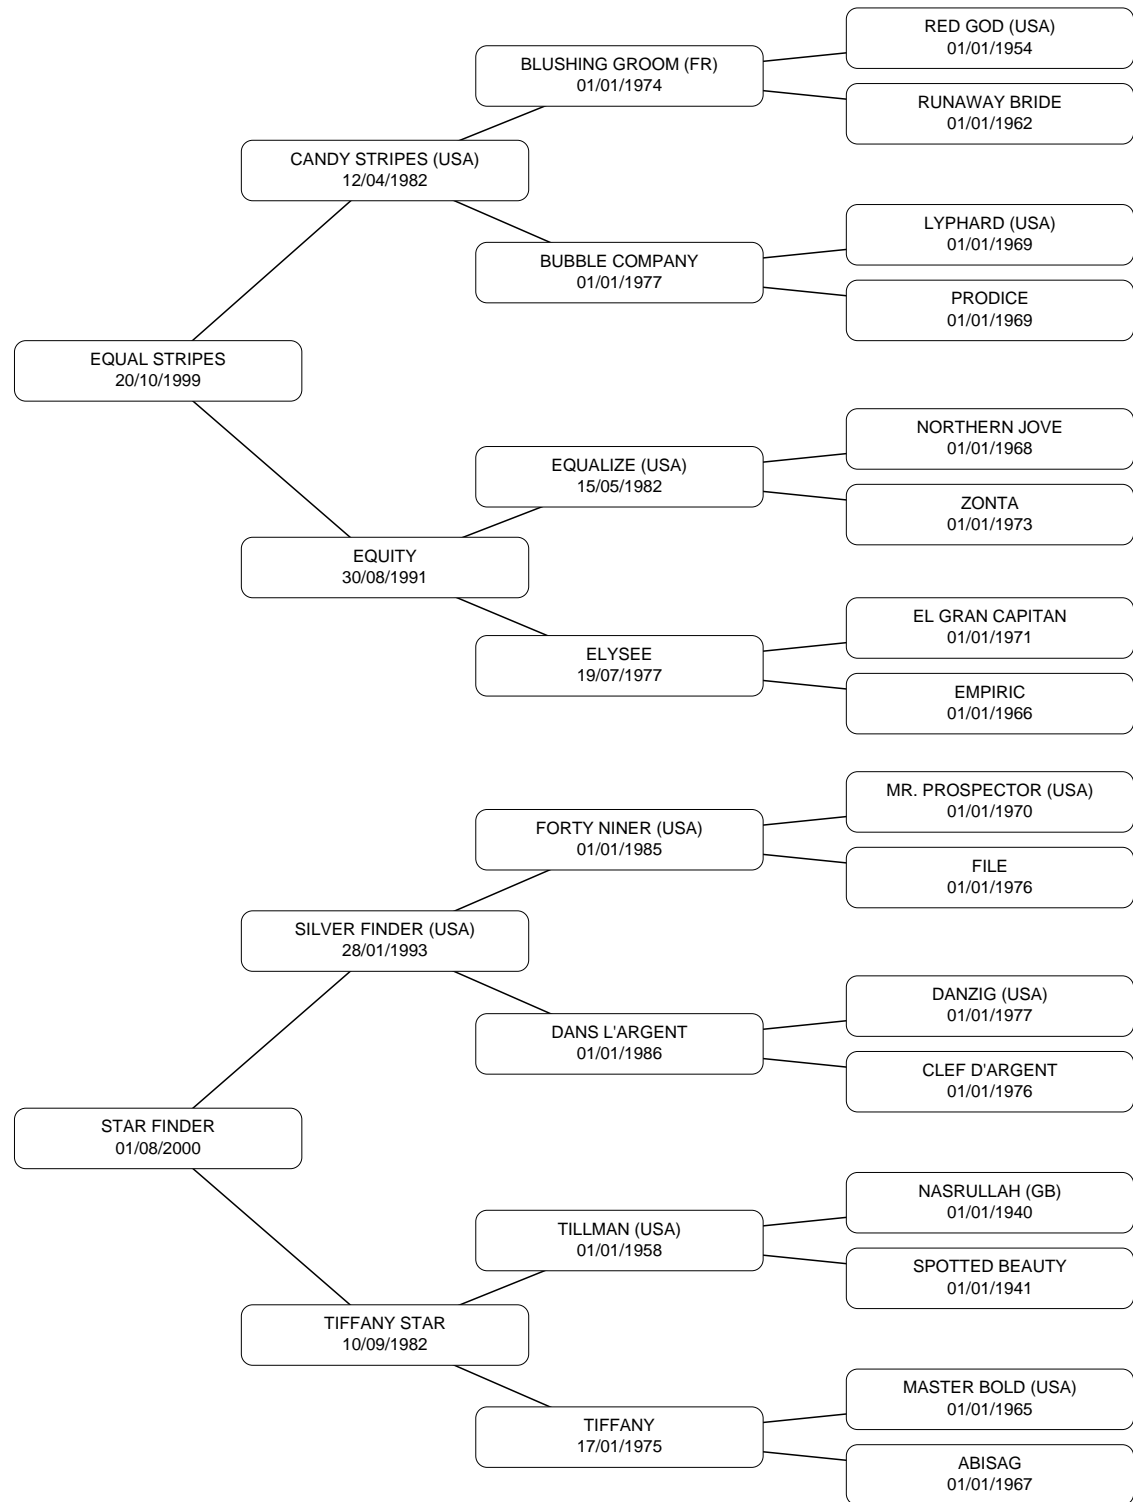 RED GOD (USA)
01/01/1954
BLUSHING GROOM (FR)
01/01/1974
RUNAWAY BRIDE
01/01/1962
CANDY STRIPES (USA)
12/04/1982
LYPHARD (USA)
01/01/1969
BUBBLE COMPANY
01/01/1977
PRODICE
01/01/1969
EQUAL STRIPES
20/10/1999
NORTHERN JOVE
01/01/1968
EQUALIZE (USA)
15/05/1982
ZONTA
01/01/1973
EQUITY
30/08/1991
EL GRAN CAPITAN
01/01/1971
ELYSEE
19/07/1977
EMPIRIC
01/01/1966
MR. PROSPECTOR (USA)
01/01/1970
FORTY NINER (USA)
01/01/1985
FILE
01/01/1976
SILVER FINDER (USA)
28/01/1993
DANZIG (USA)
01/01/1977
DANS L'ARGENT
01/01/1986
CLEF D'ARGENT
01/01/1976
STAR FINDER
01/08/2000
NASRULLAH (GB)
01/01/1940
TILLMAN (USA)
01/01/1958
SPOTTED BEAUTY
01/01/1941
TIFFANY STAR
10/09/1982
MASTER BOLD (USA)
01/01/1965
TIFFANY
17/01/1975
ABISAG
01/01/1967